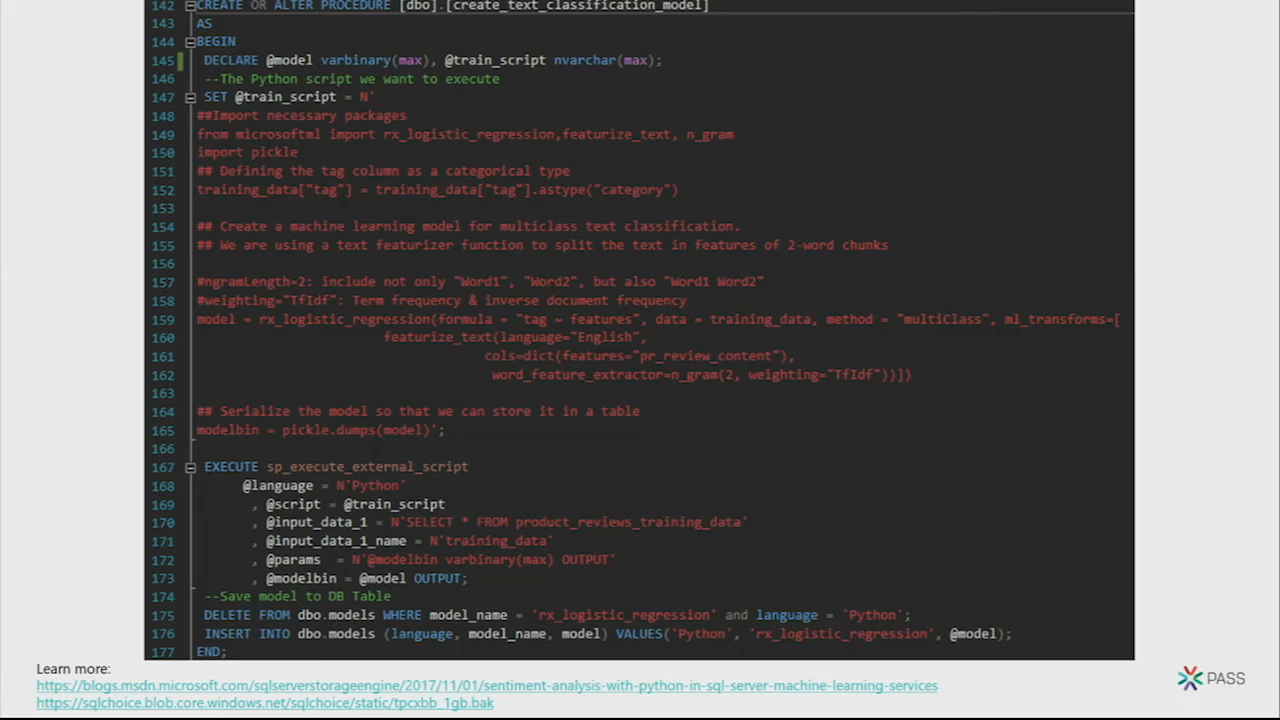 142 CREATE OR ALTER PROCEDURE [dbo].[create_text_classification_model]
143 AS
144 BEGIN
145 DECLARE @model varbinary(max), @train_script nvarchar(max);
146 --The Python script we want to execute
147 SET @train_script = N'
148 ##Import necessary packages
149 from microsoftml import rx_logistic_regression,featurize_text, n_gram
150 import pickle
151 ## Defining the tag column as a categorical type
152 training_data["tag"] = training_data["tag"].astype("category")
153
154 ## Create a machine learning model for multiclass text classification.
155 ## We are using a text featurizer function to split the text in features of 2-word chunks
156
157 #ngramLength=2: include not only "Word1", "Word2", but also "Word1 Word2"
158 #weighting="TfIdf": Term frequency & inverse document frequency
159 model = rx_logistic_regression(formula = "tag ~ features", data = training_data, method = "multiClass", ml_transforms=[
160 featurize_text(language="English",
161 cols=dict(features="pr_review_content"),
162 word_feature_extractor=n_gram(2, weighting="TfIdf"))])
163
164 ## Serialize the model so that we can store it in a table
165 modelbin = pickle.dumps(model)';
166
167 EXECUTE sp_execute_external_script
168 @language = N'Python'
169 , @script = @train_script
170 , @input_data_1 = N'SELECT * FROM product_reviews_training_data'
171 , @input_data_1_name = N'training_data'
172 , @params = N'@modelbin varbinary(max) OUTPUT'
173 , @modelbin = @model OUTPUT;
174 --Save model to DB Table
175 DELETE FROM dbo.models WHERE model_name = 'rx_logistic_regression' and language = 'Python';
176 INSERT INTO dbo.models (language, model_name, model) VALUES('Python', 'rx_logistic_regression', @model);
177 END;
Learn more:
https://blogs.msdn.microsoft.com/sqlserverstorageengine/2017/11/01/sentiment-analysis-with-python-in-sql-server-machine-learning-services
https://sqlchoice.blob.core.windows.net/sqlchoice/static/tpcxbb_1gb.bak
PASS